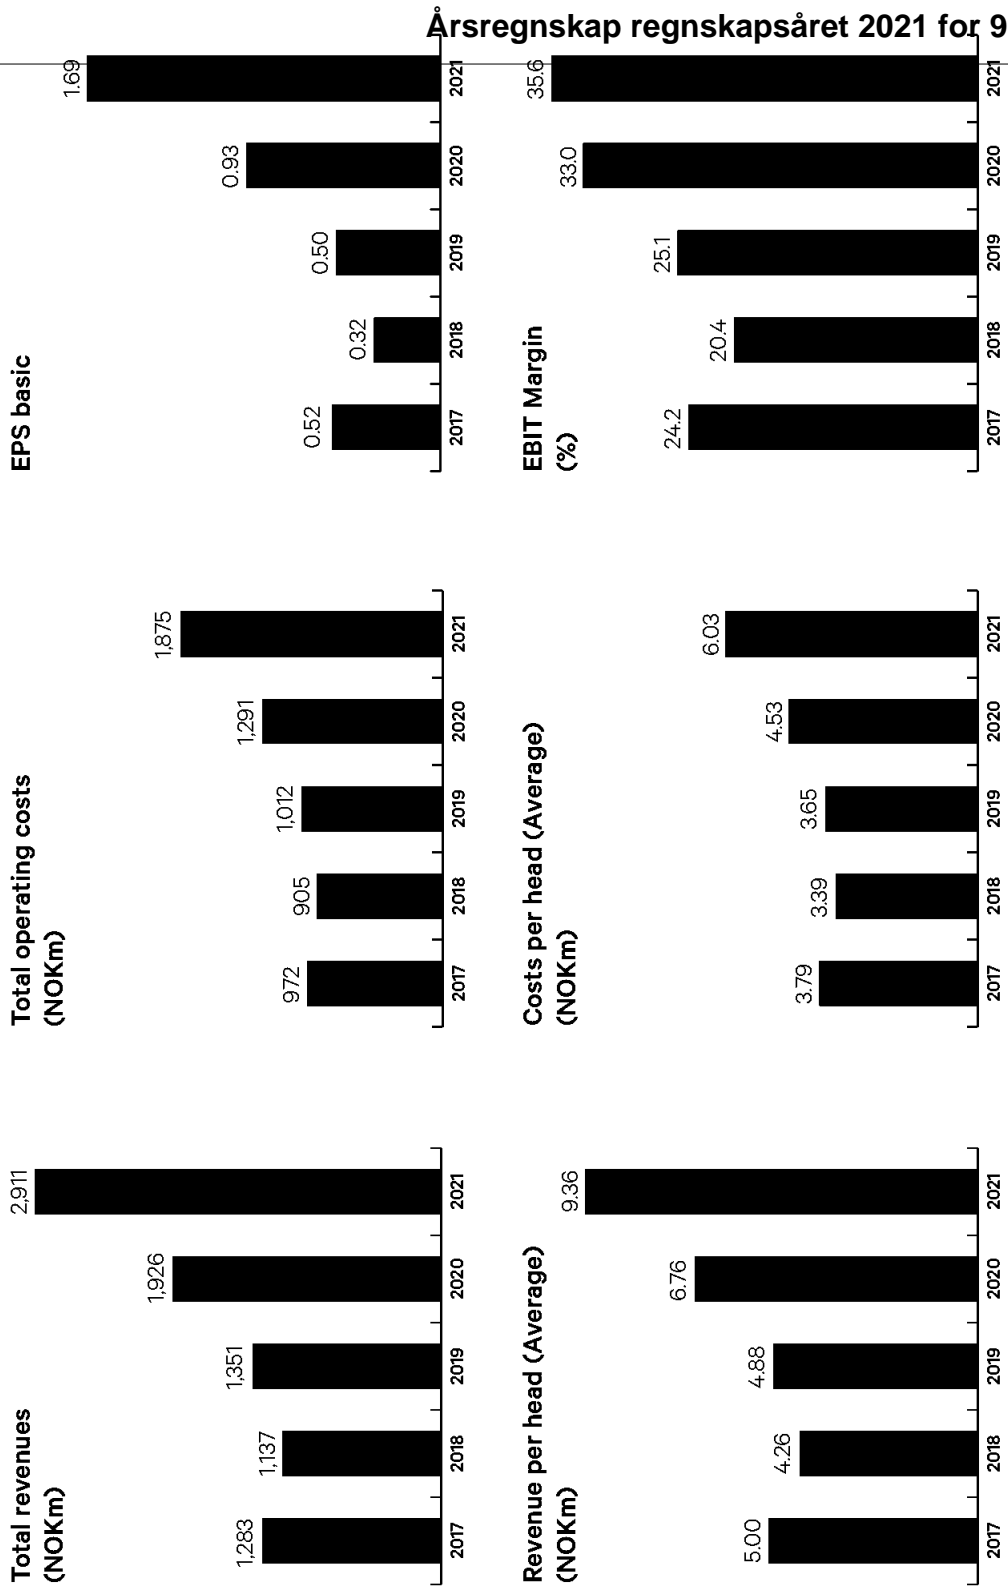 Årsregnskap regnskapsåret 2021 for 9
Total revenues
(NOKm)
1,283 1,137 1,351 1,926 2,911
2017 2018 2019 2020 2021
Total operating costs
(NOKm)
972 905 1,012 1,291 1,875
2017 2018 2019 2020 2021
EPS basic
0.52 0.32 0.50 0.93 1.69
2017 2018 2019 2020 2021
Revenue per head (Average)
(NOKm)
5.00 4.26 4.88 6.76 9.36
2017 2018 2019 2020 2021
Costs per head (Average)
(NOKm)
3.79 3.39 3.65 4.53 6.03
2017 2018 2019 2020 2021
EBIT Margin
(%)
24.2 20.4 25.1 33.0 35.6
2017 2018 2019 2020 2021